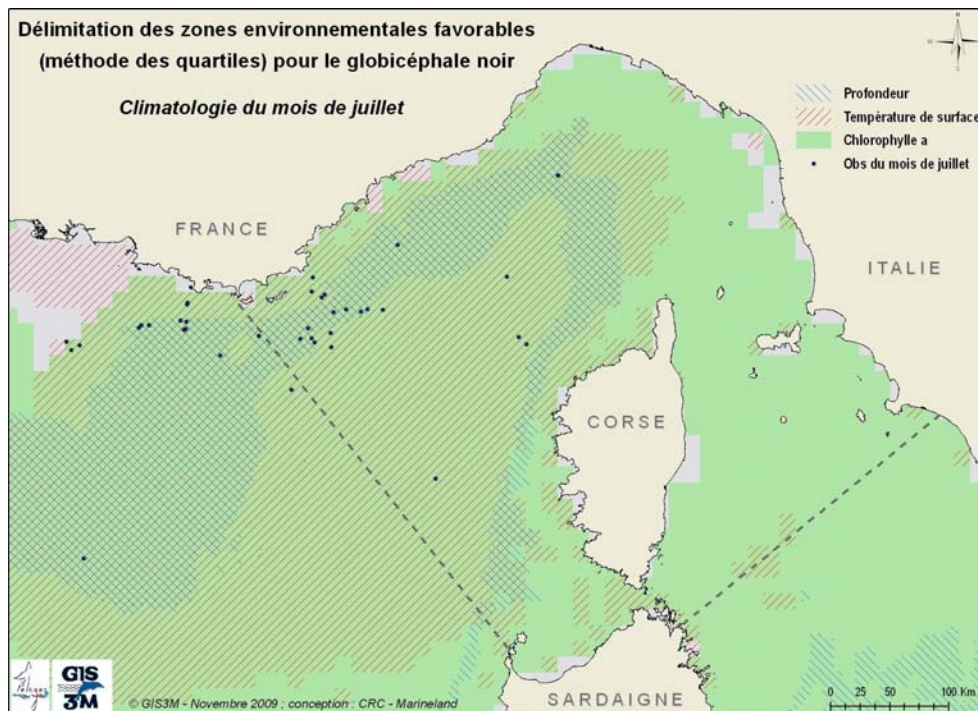 Délimitation des zones environnementales favorables
(méthode des quartiles) pour le globicéphale noir
Climatologie du mois de juillet
N
W
E
S
Profondeur
Température de surface
Chlorophylle a
Obs du mois de juillet
FRANCE
ITALIE
CORSE
SARDAIGNE
GIS
3M
© GIS3M - Novembre 2009 ; conception : CRC - Marineland
0 25 50 100 Km